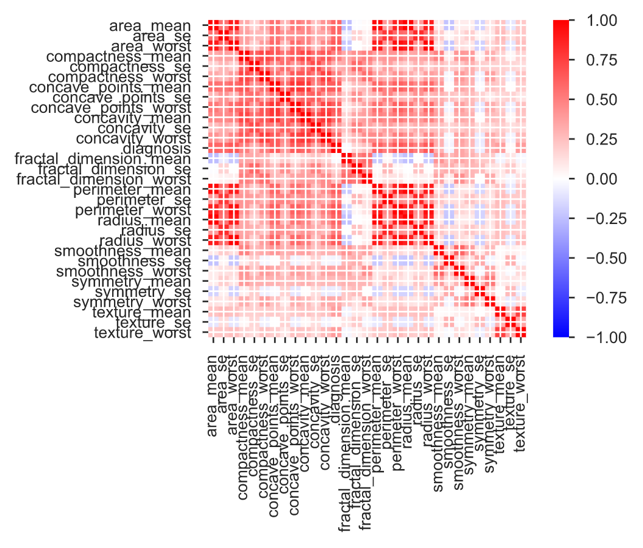 area_mean
area_se
area_worst
compactness_mean
compactness_se
compactness_worst
concave_points_mean
concave_points_se
concave_points_worst
concavity_mean
concavity_se
concavity_worst
diagnosis
fractal_dimension_mean
fractal_dimension_se
fractal_dimension_worst
perimeter_mean
perimeter_se
perimeter_worst
radius_mean
radius_se
radius_worst
smoothness_mean
smoothness_se
smoothness_worst
symmetry_mean
symmetry_se
symmetry_worst
texture_mean
texture_se
texture_worst
area_mean
area_se
area_worst
compactness_mean
compactness_se
compactness_worst
concave_points_mean
concave_points_se
concave_points_worst
concavity_mean
concavity_se
concavity_worst
diagnosis
fractal_dimension_mean
fractal_dimension_se
fractal_dimension_worst
perimeter_mean
perimeter_se
perimeter_worst
radius_mean
radius_se
radius_worst
smoothness_mean
smoothness_se
smoothness_worst
symmetry_mean
symmetry_se
symmetry_worst
texture_mean
texture_se
texture_worst
1.00
0.75
0.50
0.25
0.00
−0.25
−0.50
−0.75
−1.00